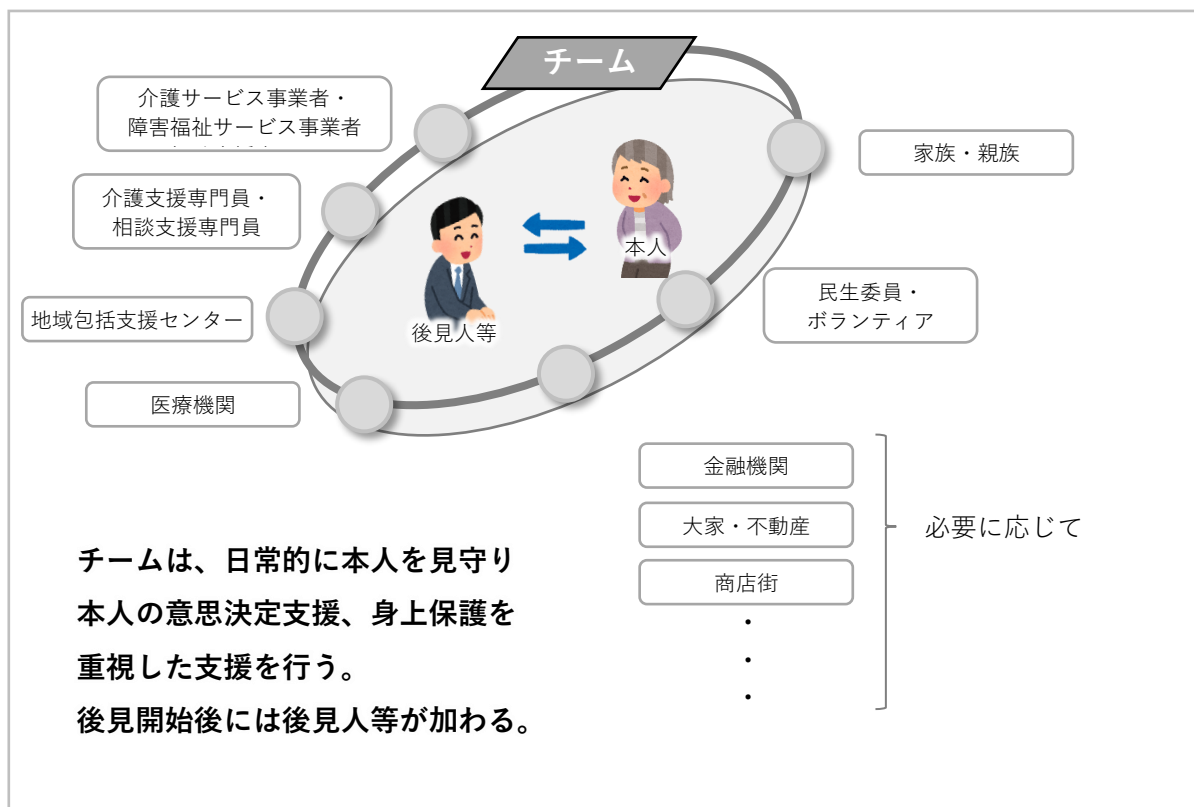 チーム
介護サービス事業者・
障害福祉サービス事業者
介護支援専門員・
相談支援専門員
地域包括支援センター
医療機関
家族・親族
民生委員・
ボランティア
本人
後見人等
金融機関
大家・不動産
商店街
・
・
・
必要に応じて
チームは、日常的に本人を見守り
本人の意思決定支援、身上保護を
重視した支援を行う。
後見開始後には後見人等が加わる。